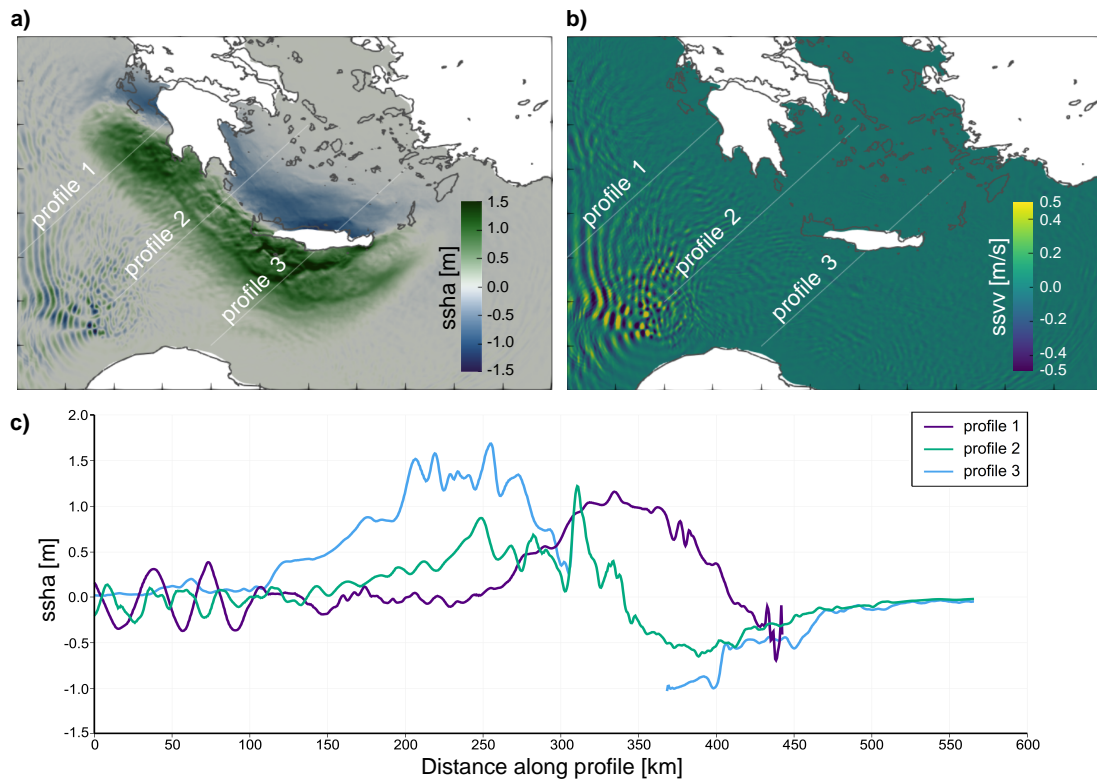 a)
b)
profile 1
profile 2
profile 3
ssha [m]
1.5
1.0
0.5
0.0
-0.5
-1.0
-1.5
profile 1
profile 2
profile 3
ssvv [m/s]
0.5
0.4
0.2
0.0
-0.2
-0.4
-0.5
c)
ssha [m]
2.0
1.5
1.0
0.5
0.0
-0.5
-1.0
-1.5
profile 1
profile 2
profile 3
0 50 100 150 200 250 300 350 400 450 500 550 600
Distance along profile [km]